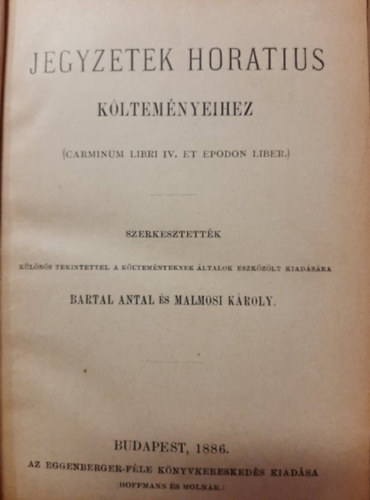 JEGYZETEK HORATIUS
KÖLTEMÉNYEIHEZ
(CARMINUM LIBRI IV. ET EPODON LIBER.)
SZERKESZTETTÉK
KÜLÖNÖS TEKINTETTEL A KÖLTEMÉNYEKNEK ÁLTALOK ESZKÖZÖLT KIADÁSÁRA
BARTAL ANTAL ÉS MALMOSI KÁROLY.
BUDAPEST, 1886.
AZ EGGENBERGER-FÉLE KÖNYVKERESKEDÉS KIADÁSA
(HOFFMANN ÉS MOLNÁR.)